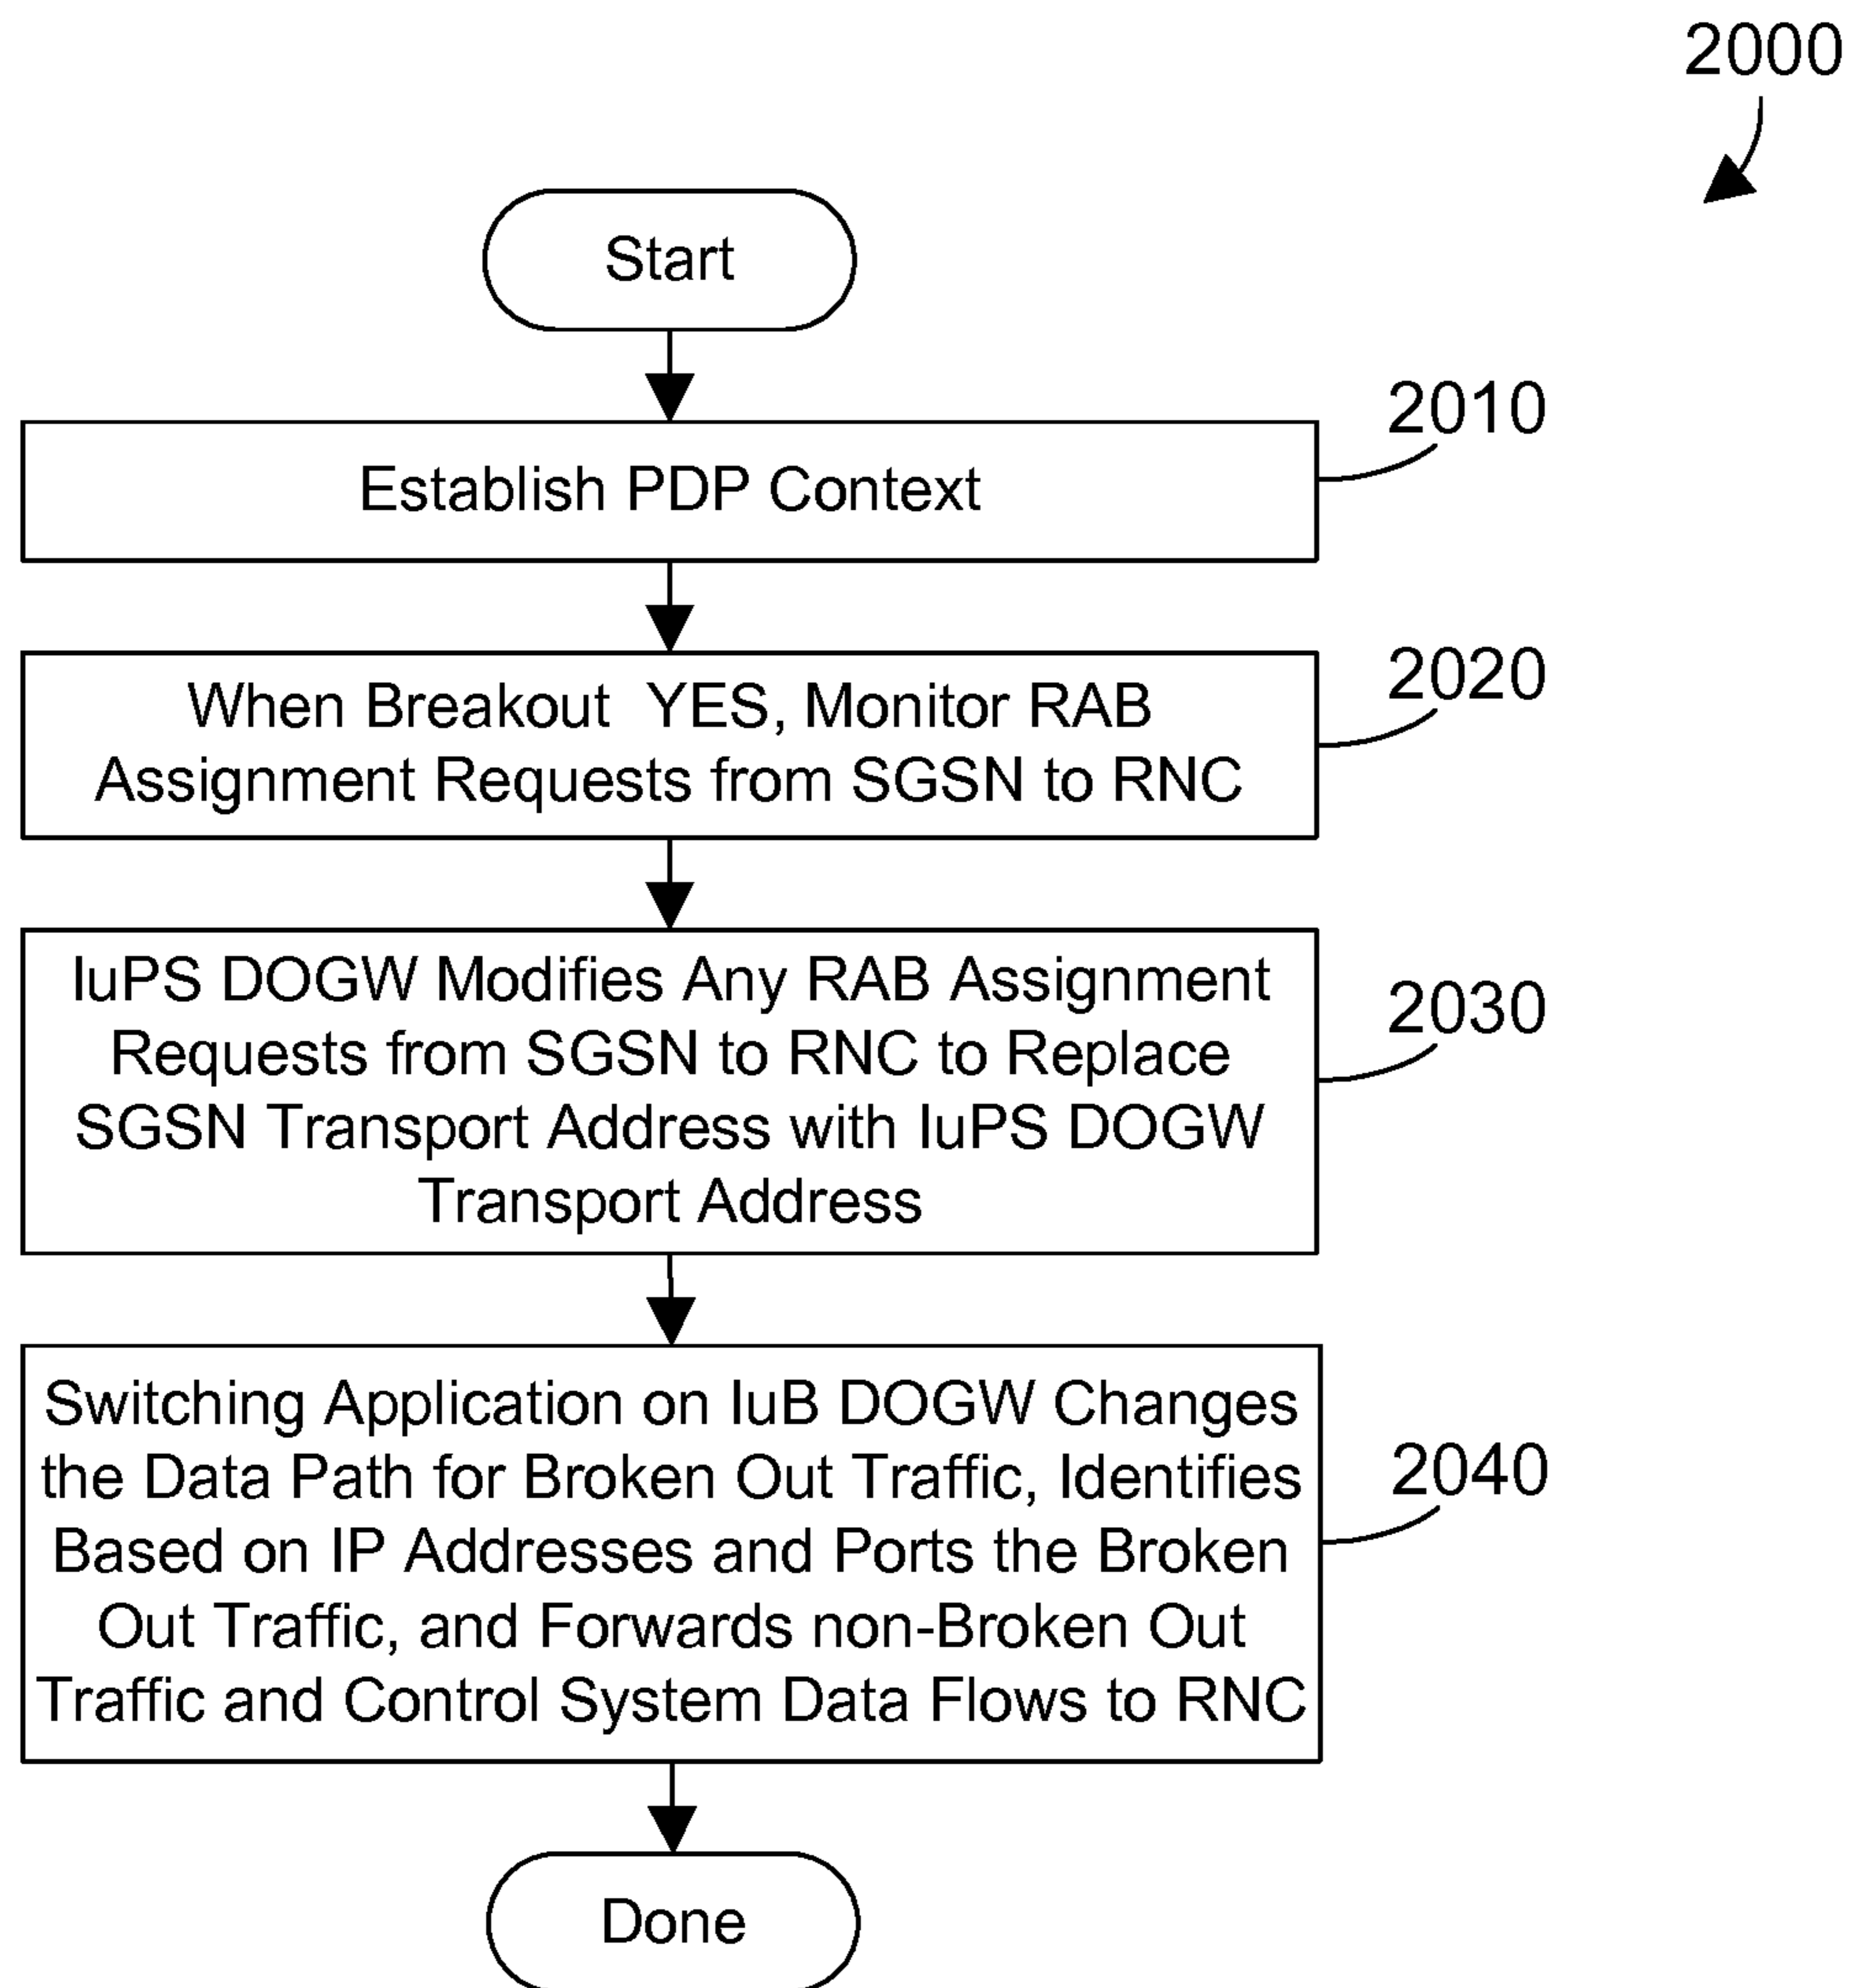 2000
Start
2010
Establish PDP Context
2020
When Breakout YES, Monitor RAB
Assignment Requests from SGSN to RNC
2030
IuPS DOGW Modifies Any RAB Assignment
Requests from SGSN to RNC to Replace
SGSN Transport Address with IuPS DOGW
Transport Address
2040
Switching Application on IuB DOGW Changes
the Data Path for Broken Out Traffic, Identifies
Based on IP Addresses and Ports the Broken
Out Traffic, and Forwards non-Broken Out
Traffic and Control System Data Flows to RNC
Done